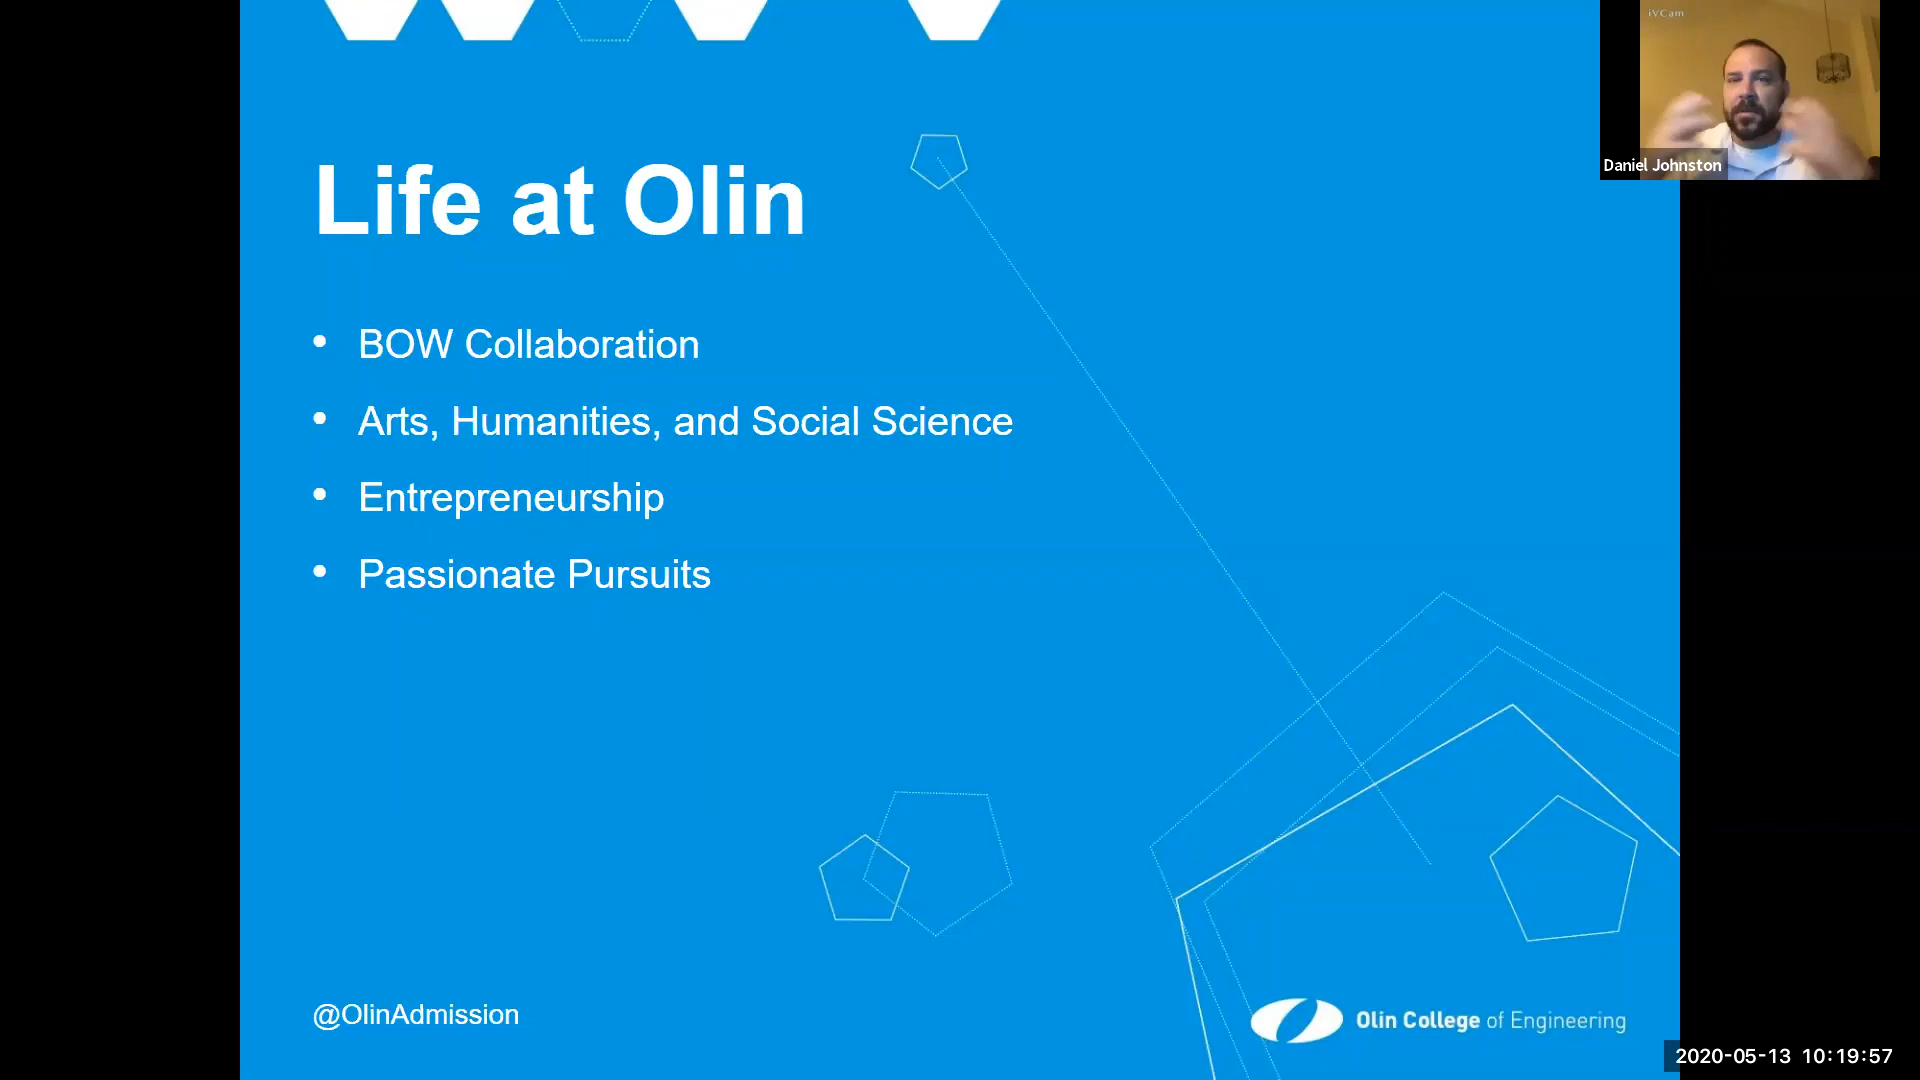 iVCam
Daniel Johnston
Life at Olin
• BOW Collaboration
• Arts, Humanities, and Social Science
• Entrepreneurship
• Passionate Pursuits
@OlinAdmission
Olin College of Engineering
2020-05-13 10:19:57